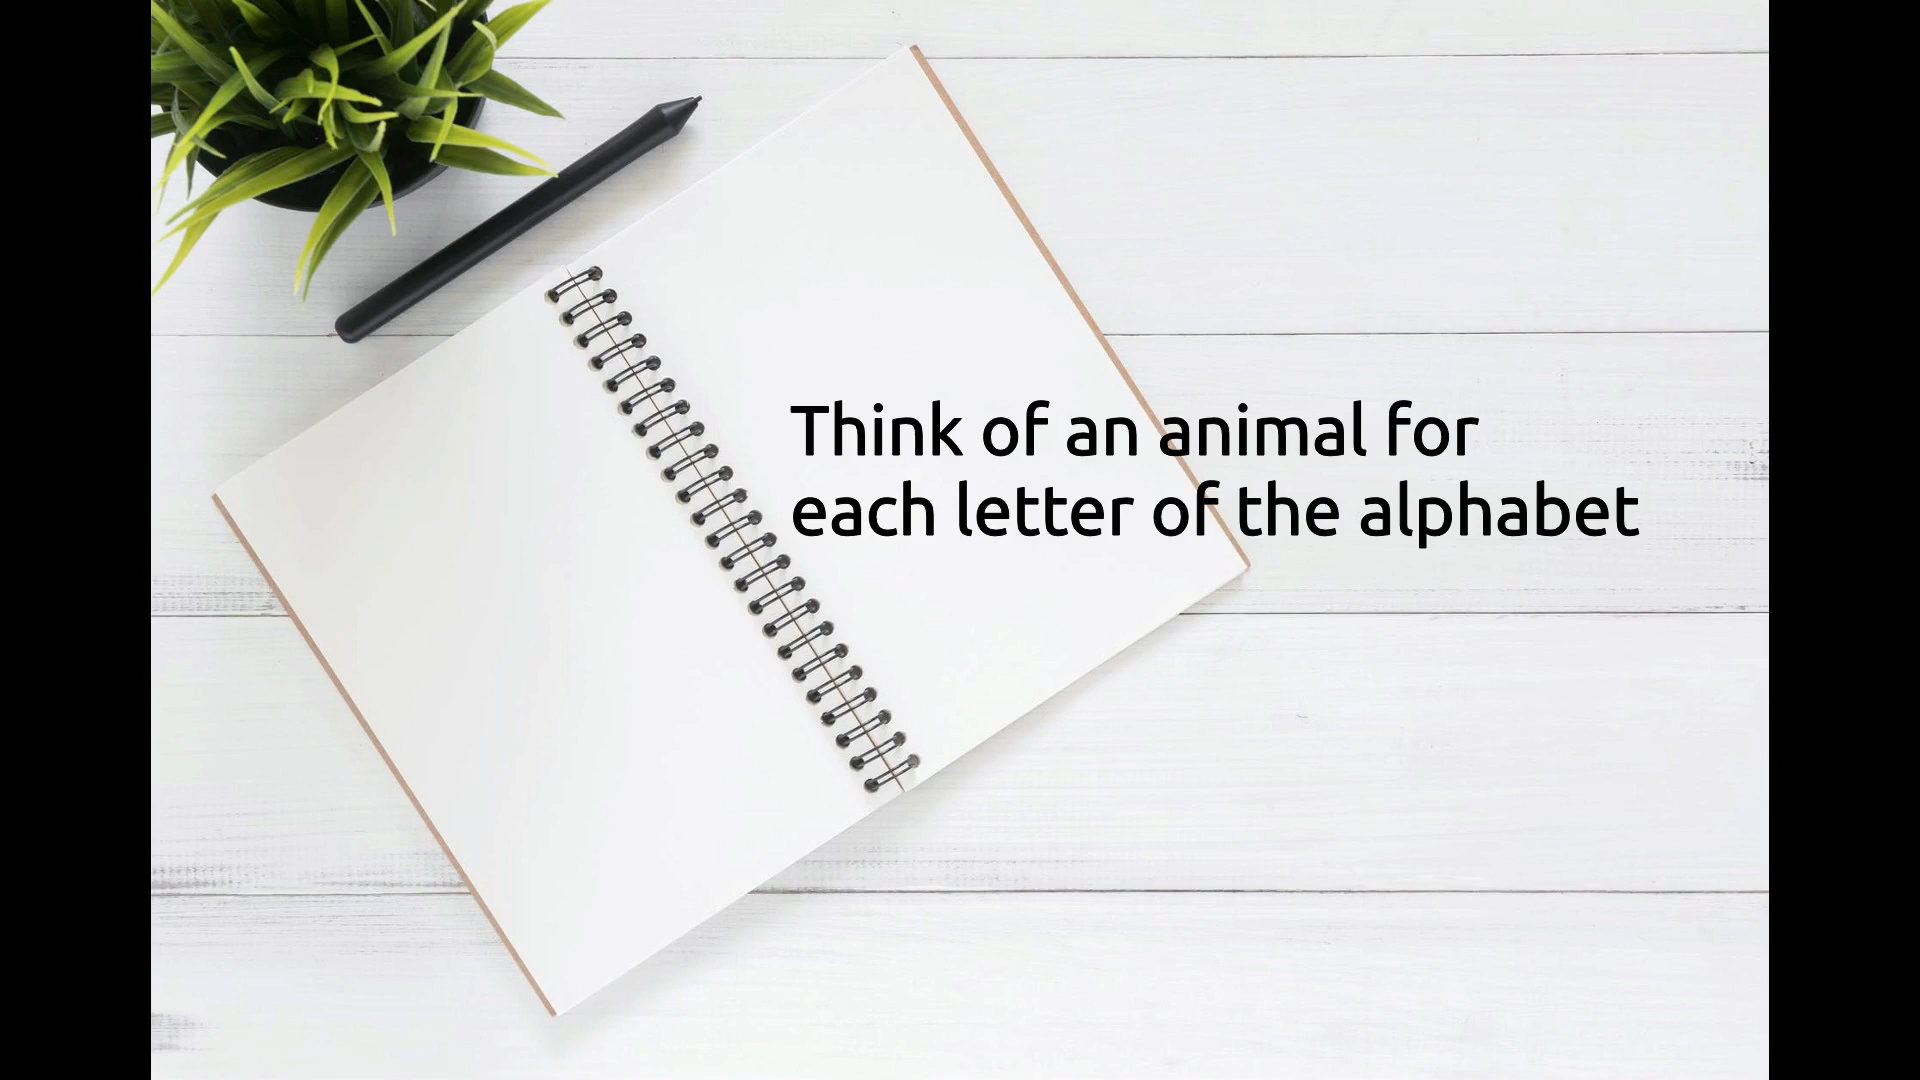 Think of an animal for
each letter of the alphabet